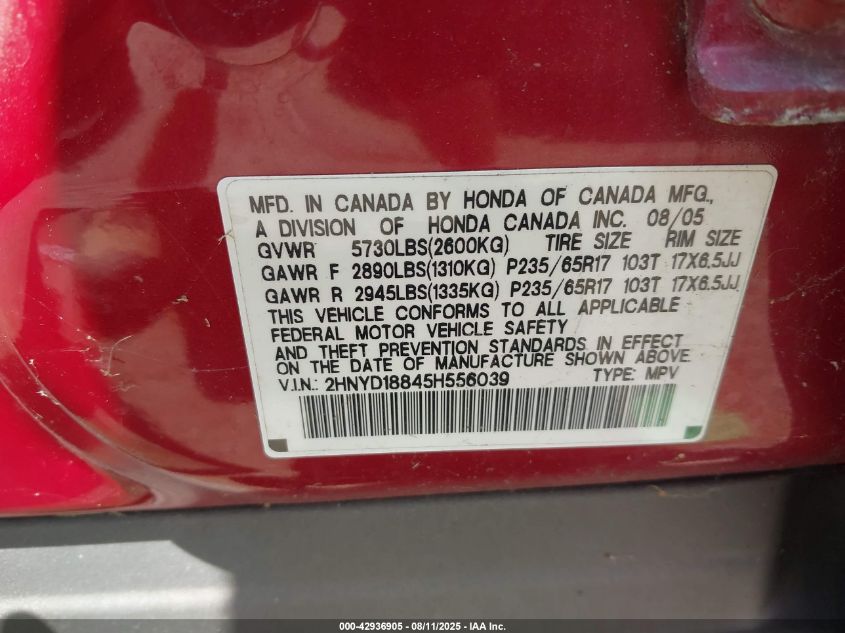 MFD. IN CANADA BY HONDA OF CANADA MFG.,
A DIVISION OF HONDA CANADA INC. 08/05
GVWR 5730LBS(2600KG) TIRE SIZE RIM SIZE
GAWR F 2890LBS(1310KG) P235/65R17 103T 17X6.5JJ
GAWR R 2945LBS(1335KG) P235/65R17 103T 17X6.5JJ
THIS VEHICLE CONFORMS TO ALL APPLICABLE
FEDERAL MOTOR VEHICLE SAFETY
AND THEFT PREVENTION STANDARDS IN EFFECT
ON THE DATE OF MANUFACTURE SHOWN ABOVE.
V.I.N.: 2HNYD18845H556039 TYPE: MPV
000-42936905 - 08/11/2025 - IAA Inc.